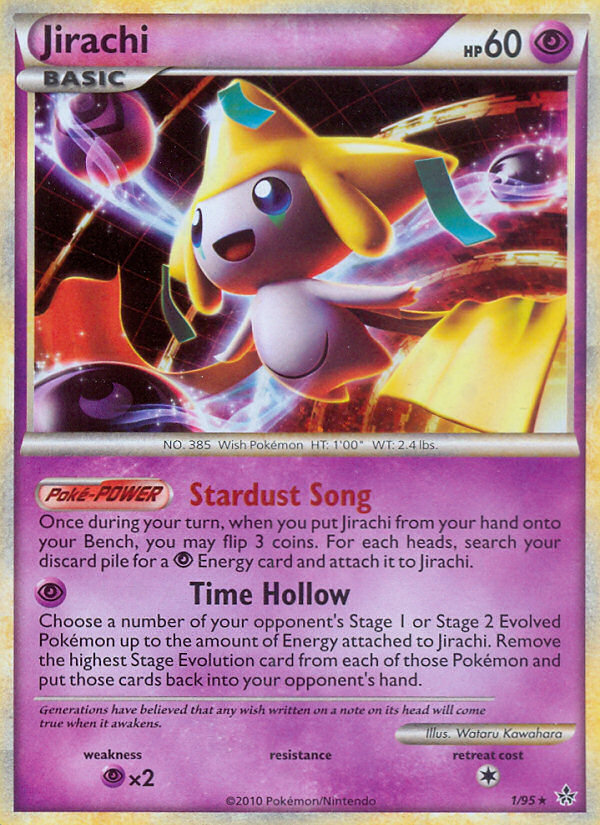 Jirachi
HP 60
BASIC
NO. 385 Wish Pokémon HT: 1'00" WT: 2.4 lbs.
Poké-POWER Stardust Song
Once during your turn, when you put Jirachi from your hand onto
your Bench, you may flip 3 coins. For each heads, search your
discard pile for a Energy card and attach it to Jirachi.
Time Hollow
Choose a number of your opponent's Stage 1 or Stage 2 Evolved
Pokémon up to the amount of Energy attached to Jirachi. Remove
the highest Stage Evolution card from each of those Pokémon and
put those cards back into your opponent's hand.
Generations have believed that any wish written on a note on its head will come
true when it awakens.
Illus. Wataru Kawahara
weakness resistance retreat cost
×2
©2010 Pokémon/Nintendo 1/95 ★